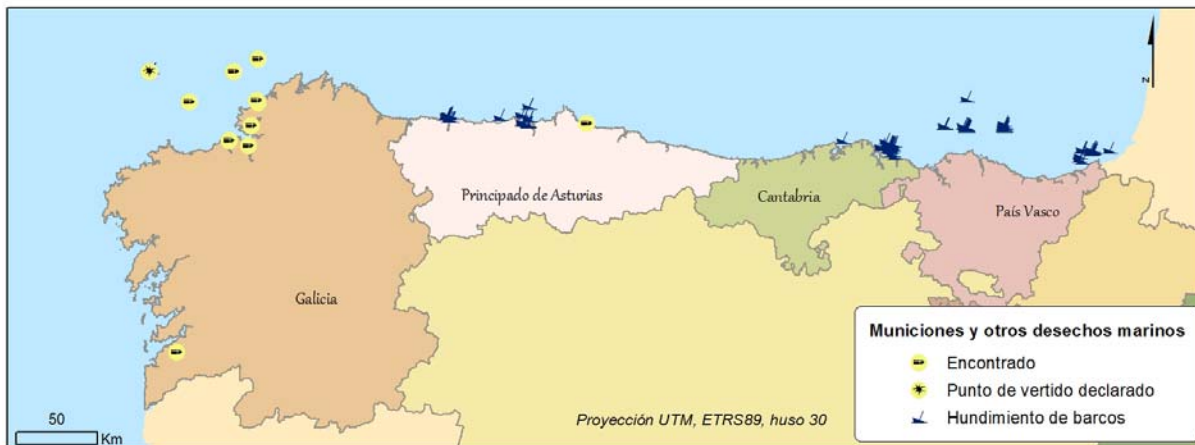 N
Principado de Asturias
Cantabria
País Vasco
Galicia
Municiones y otros desechos marinos
Encontrado
Punto de vertido declarado
Hundimiento de barcos
50
Km
Proyección UTM, ETRS89, huso 30